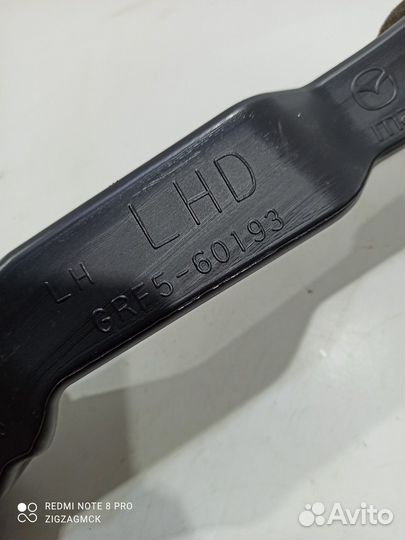 LH LHD
GRF5-60193
REDMI NOTE 8 PRO
ZIGZAGMCK
Avito